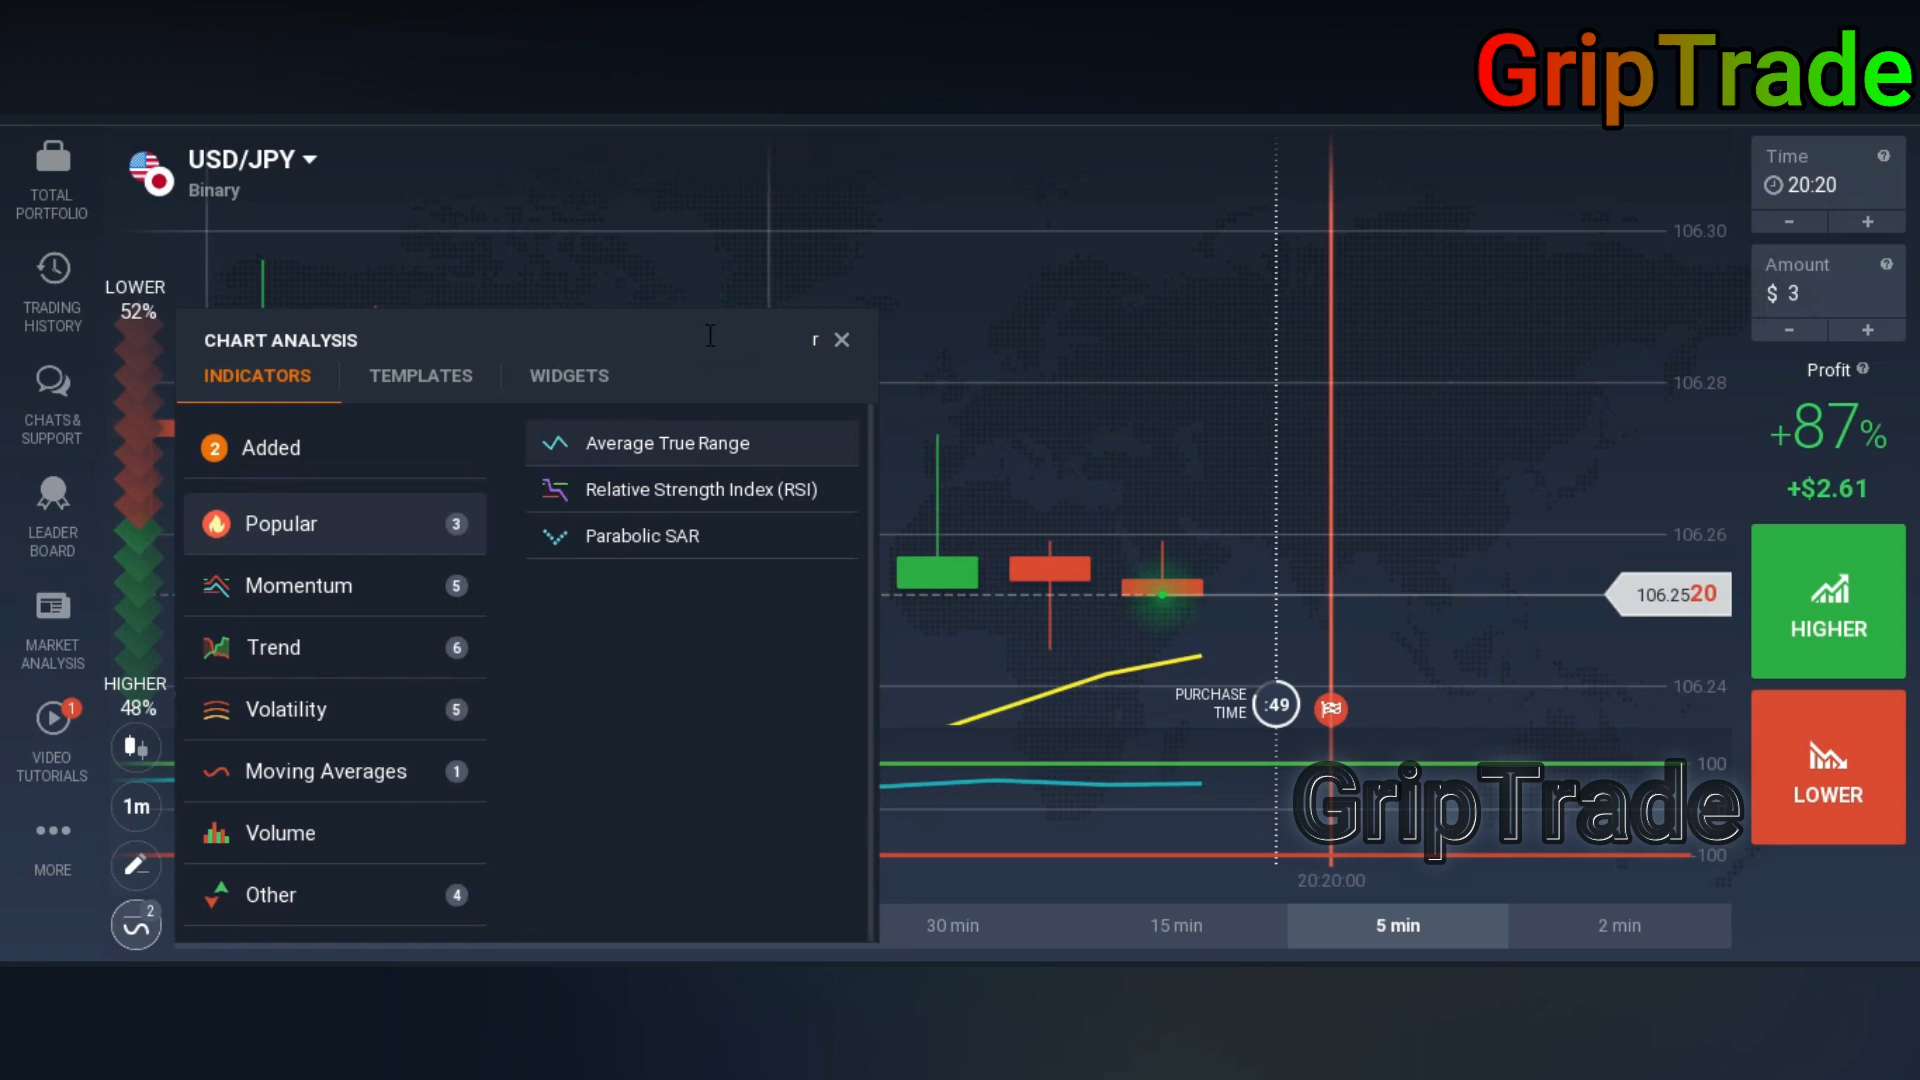 GripTrade
USD/JPY
Binary
TOTAL
PORTFOLIO
TRADING
HISTORY
CHATS &
SUPPORT
LEADER
BOARD
MARKET
ANALYSIS
1
VIDEO
TUTORIALS
MORE
LOWER
52%
HIGHER
48%
1m
2
CHART ANALYSIS
r
INDICATORS
TEMPLATES
WIDGETS
2 Added
Popular 3
Momentum 5
Trend 6
Volatility 5
Moving Averages 1
Volume
Other 4
Average True Range
Relative Strength Index (RSI)
Parabolic SAR
106.30
106.28
106.26
106.2520
106.24
100
-100
PURCHASE
TIME
:49
GripTrade
20:20:00
30 min
15 min
5 min
2 min
Time ?
20:20
- +
Amount ?
$ 3
- +
Profit ?
+87%
+$2.61
HIGHER
LOWER